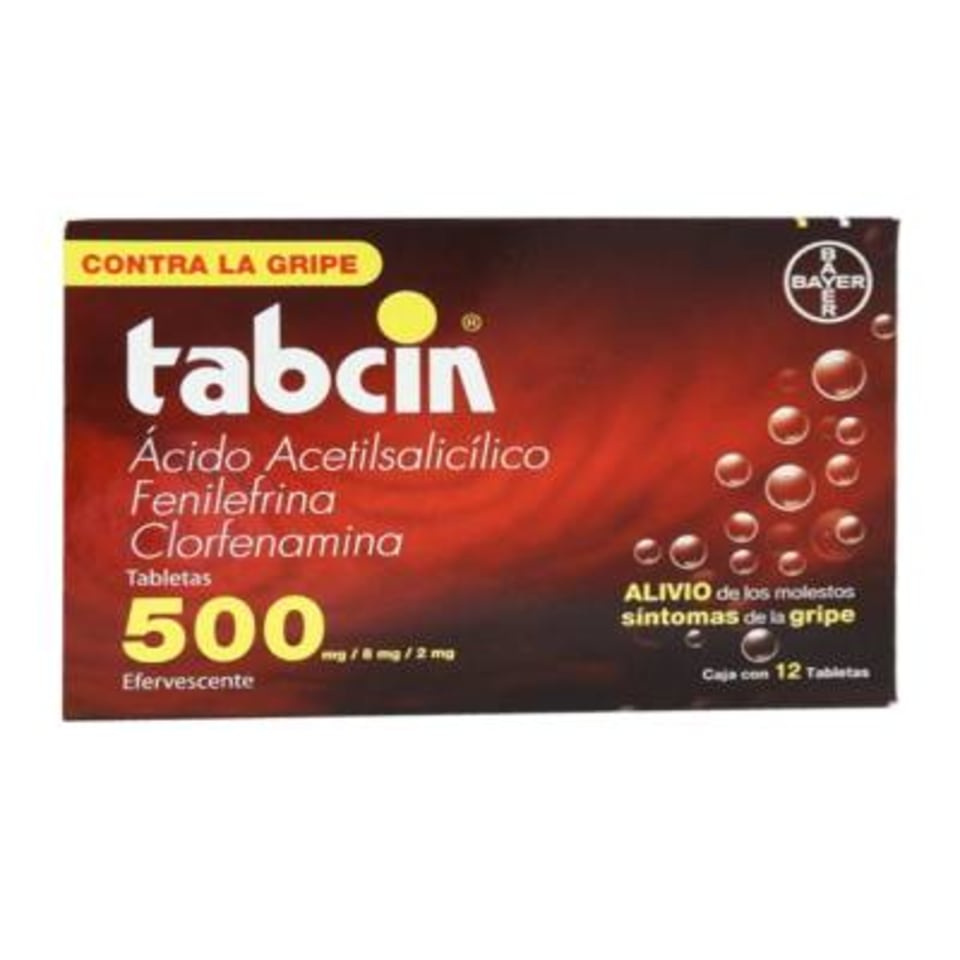 CONTRA LA GRIPE
BAYER
BAYER
tabcin®
Ácido Acetilsalicílico
Fenilefrina
Clorfenamina
Tabletas
500 mg / 8 mg / 2 mg
Efervescente
ALIVIO de los molestos
síntomas de la gripe
Caja con 12 Tabletas